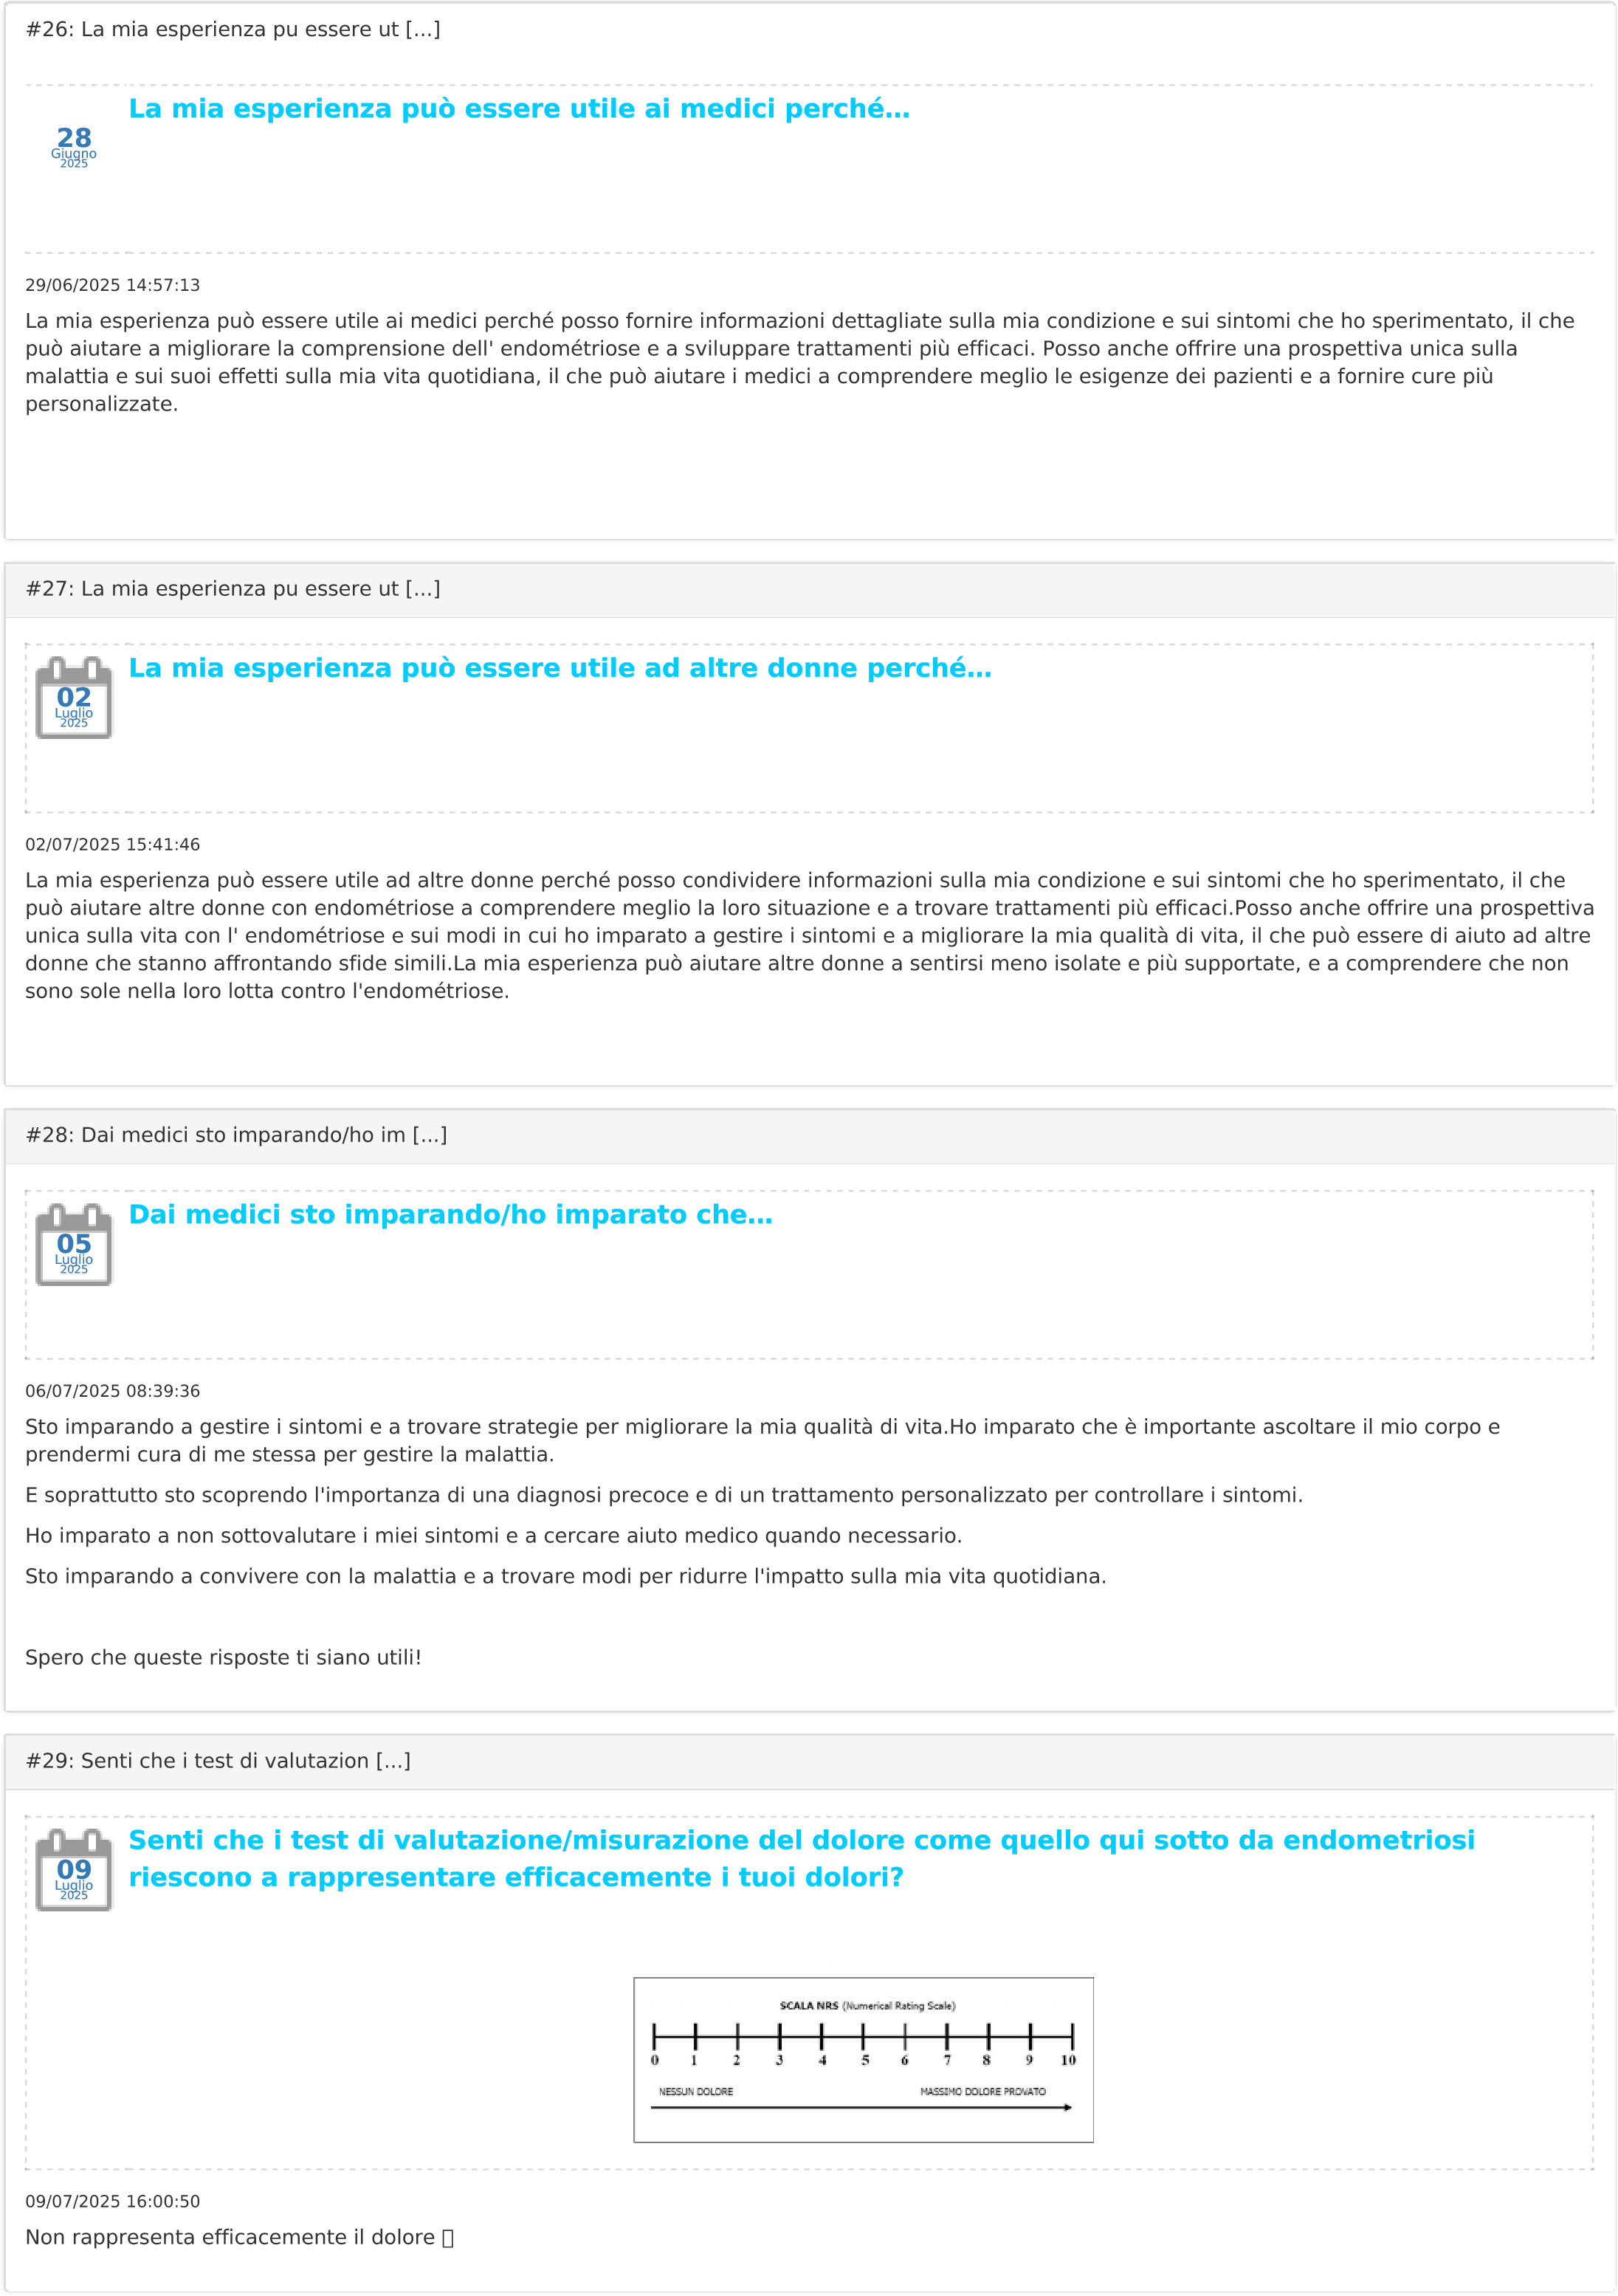 #26: La mia esperienza pu essere ut [...]
La mia esperienza può essere utile ai medici perché...
28
Giugno
2025
29/06/2025 14:57:13
La mia esperienza può essere utile ai medici perché posso fornire informazioni dettagliate sulla mia condizione e sui sintomi che ho sperimentato, il che
può aiutare a migliorare la comprensione dell' endométriose e a sviluppare trattamenti più efficaci. Posso anche offrire una prospettiva unica sulla
malattia e sui suoi effetti sulla mia vita quotidiana, il che può aiutare i medici a comprendere meglio le esigenze dei pazienti e a fornire cure più
personalizzate.
#27: La mia esperienza pu essere ut [...]
La mia esperienza può essere utile ad altre donne perché...
02
Luglio
2025
02/07/2025 15:41:46
La mia esperienza può essere utile ad altre donne perché posso condividere informazioni sulla mia condizione e sui sintomi che ho sperimentato, il che
può aiutare altre donne con endométriose a comprendere meglio la loro situazione e a trovare trattamenti più efficaci.Posso anche offrire una prospettiva
unica sulla vita con l' endométriose e sui modi in cui ho imparato a gestire i sintomi e a migliorare la mia qualità di vita, il che può essere di aiuto ad altre
donne che stanno affrontando sfide simili.La mia esperienza può aiutare altre donne a sentirsi meno isolate e più supportate, e a comprendere che non
sono sole nella loro lotta contro l'endométriose.
#28: Dai medici sto imparando/ho im [...]
Dai medici sto imparando/ho imparato che...
05
Luglio
2025
06/07/2025 08:39:36
Sto imparando a gestire i sintomi e a trovare strategie per migliorare la mia qualità di vita.Ho imparato che è importante ascoltare il mio corpo e
prendermi cura di me stessa per gestire la malattia.
E soprattutto sto scoprendo l'importanza di una diagnosi precoce e di un trattamento personalizzato per controllare i sintomi.
Ho imparato a non sottovalutare i miei sintomi e a cercare aiuto medico quando necessario.
Sto imparando a convivere con la malattia e a trovare modi per ridurre l'impatto sulla mia vita quotidiana.
Spero che queste risposte ti siano utili!
#29: Senti che i test di valutazion [...]
Senti che i test di valutazione/misurazione del dolore come quello qui sotto da endometriosi
riescono a rappresentare efficacemente i tuoi dolori?
09
Luglio
2025
SCALA NRS (Numerical Rating Scale)
0 1 2 3 4 5 6 7 8 9 10
NESSUN DOLORE MASSIMO DOLORE PROVATO
09/07/2025 16:00:50
Non rappresenta efficacemente il dolore